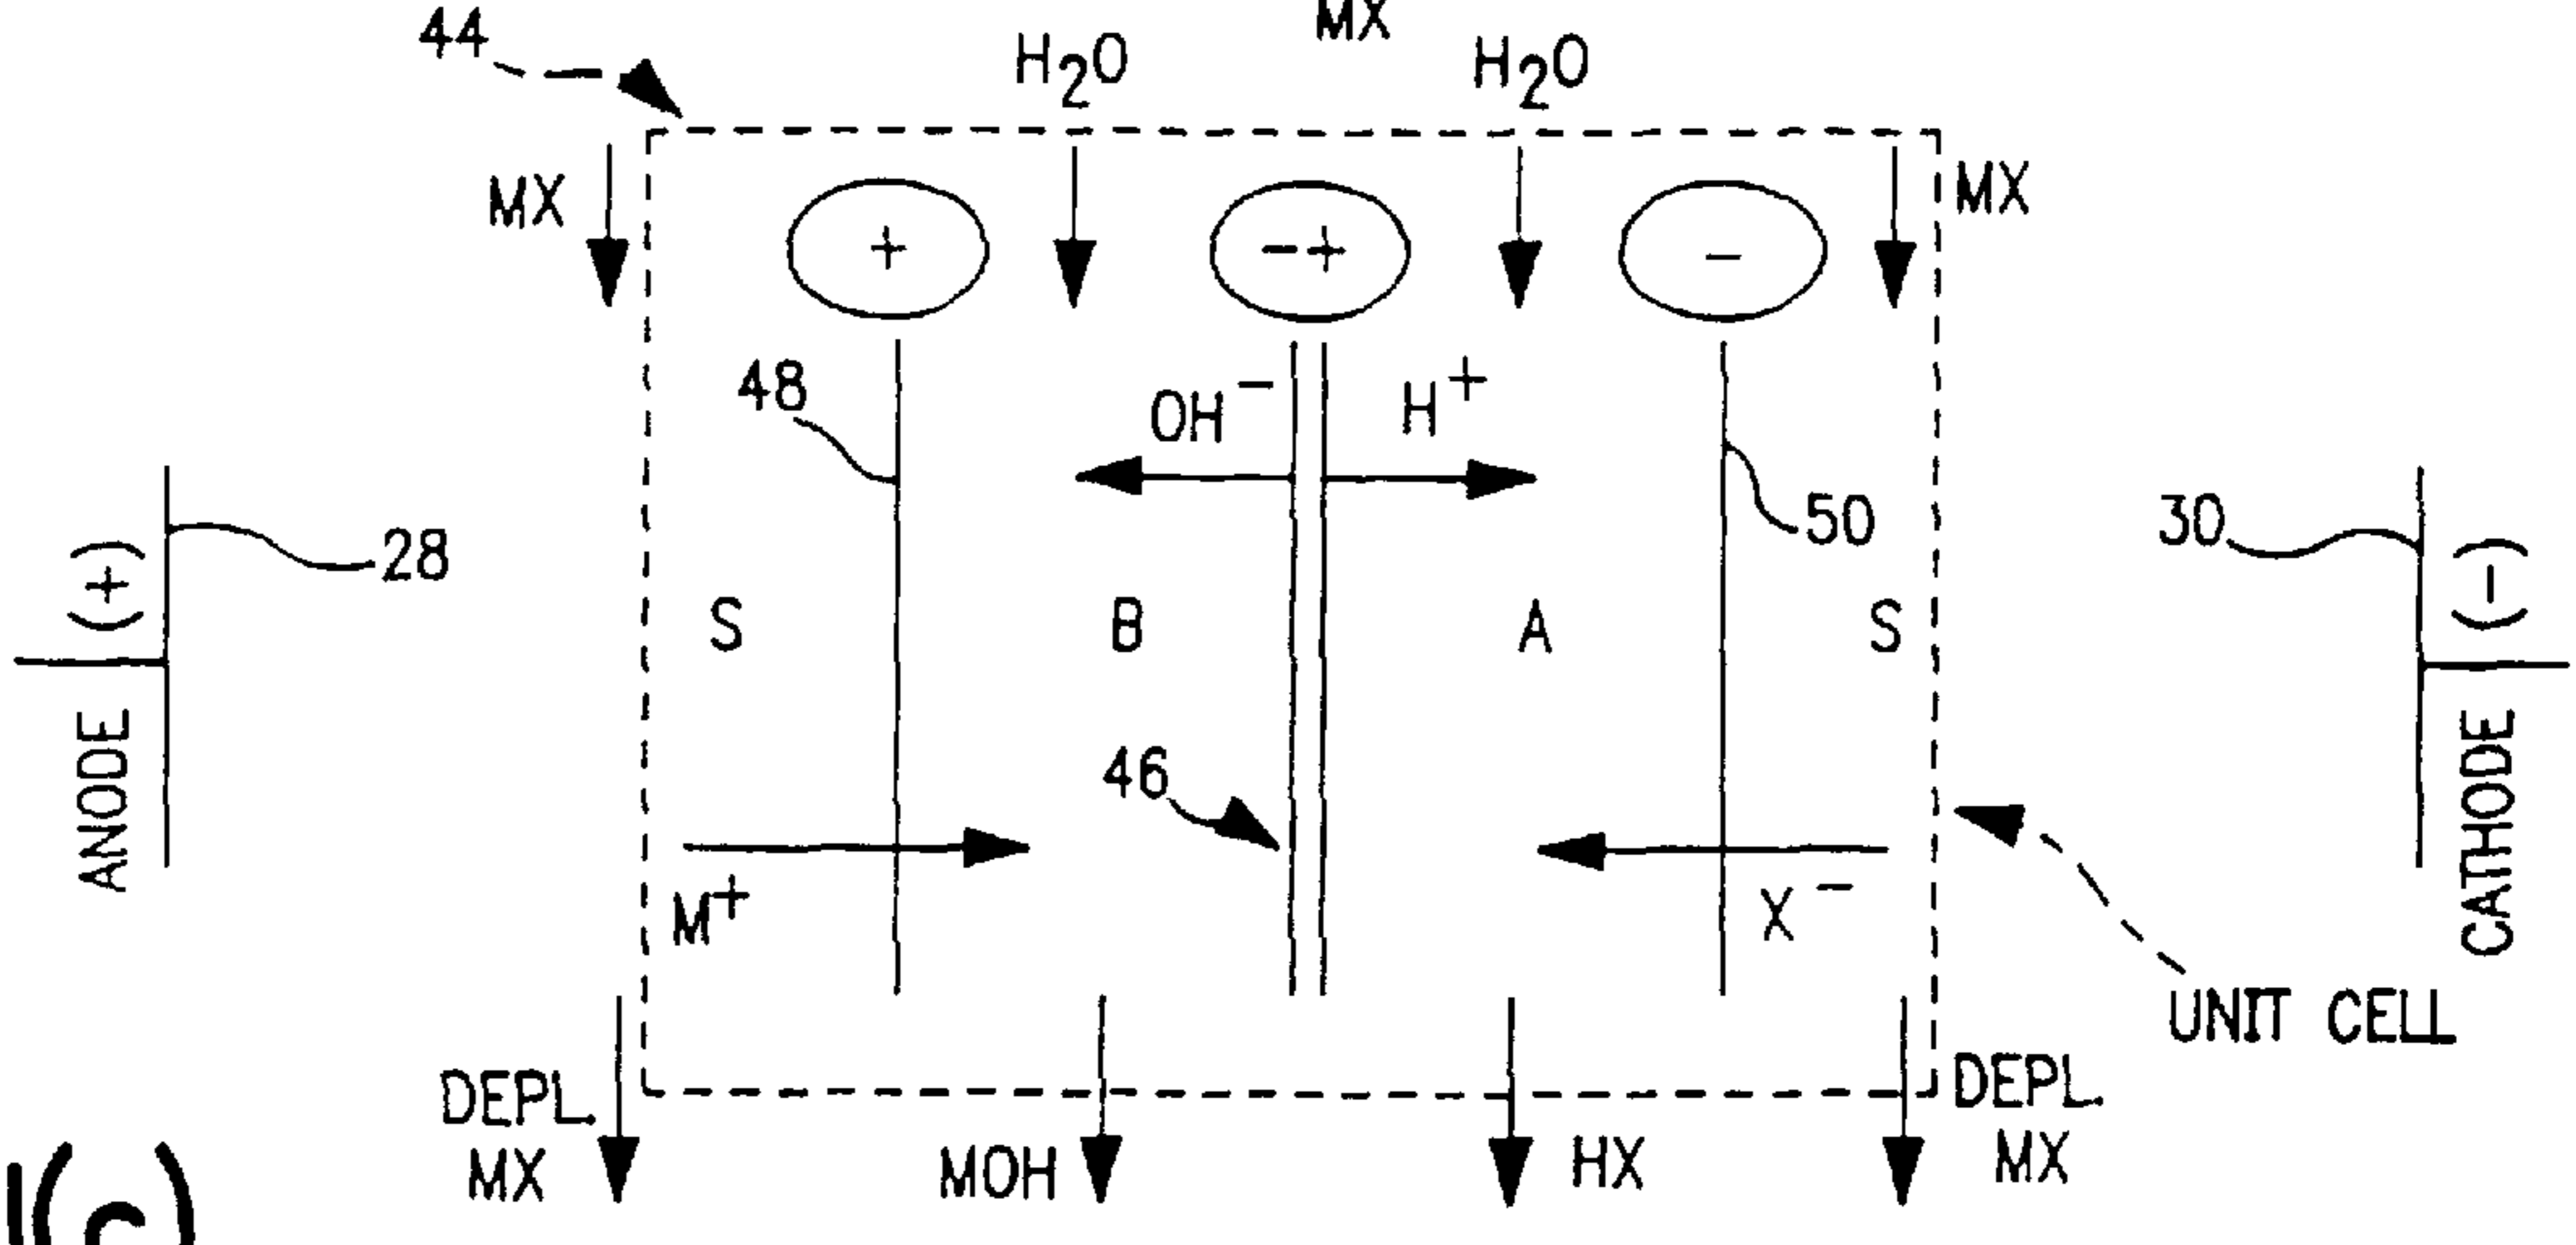 MX
44
H2O
H2O
MX
MX
+
-+
-
48
OH-
H+
28
50
30
(+)
S
B
A
S
(-)
ANODE
46
CATHODE
M+
X-
UNIT CELL
DEPL.
MX
MOH
HX
DEPL.
MX
1(c)